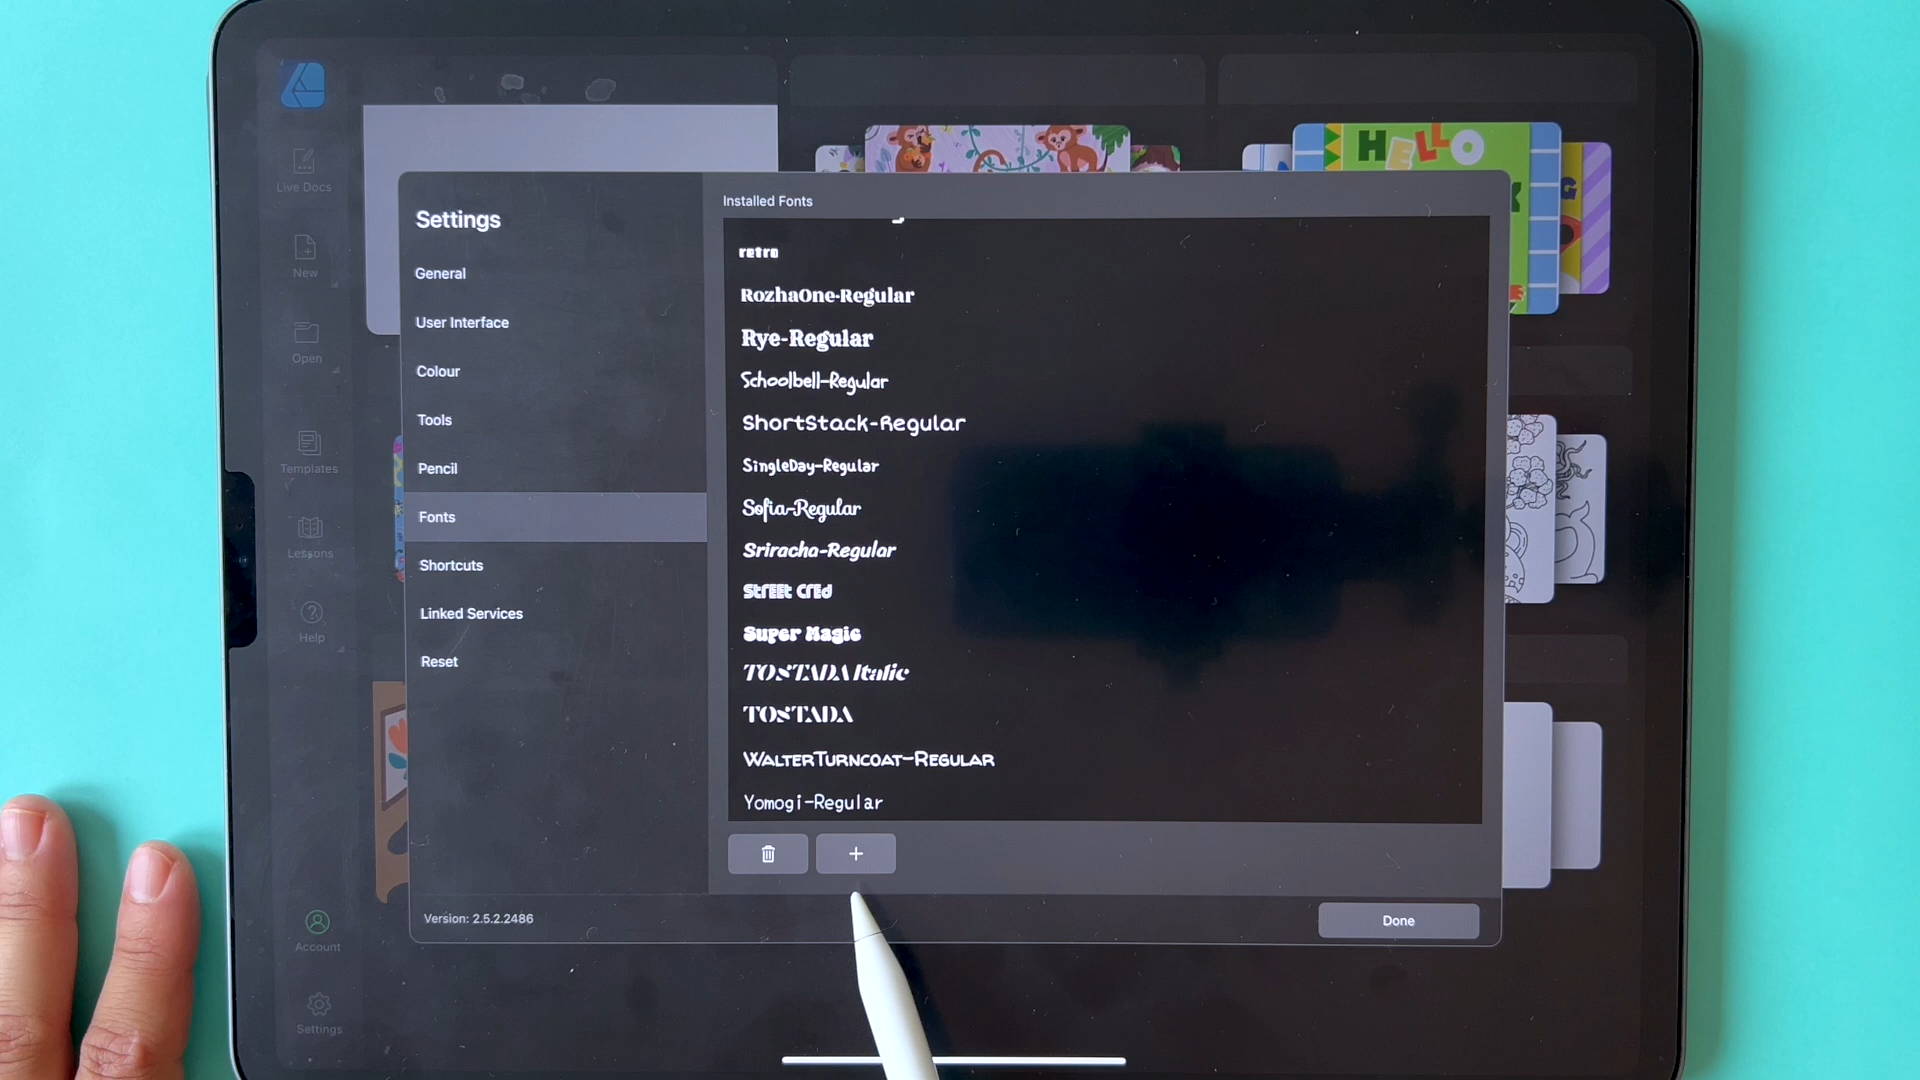 HELLO
Live Docs
New
Open
Templates
Lessons
Help
Account
Settings
Settings
General
User Interface
Colour
Tools
Pencil
Fonts
Shortcuts
Linked Services
Reset
Version: 2.5.2.2486
Installed Fonts
retro
RozhaOne-Regular
Rye-Regular
Schoolbell-Regular
ShortStack-Regular
SingleDay-Regular
Sofia-Regular
Sriracha-Regular
StrEEt CrEd
Super Magic
TOSTADA Italic
TOSTADA
WalterTurncoat-Regular
Yomogi-Regular
+
Done